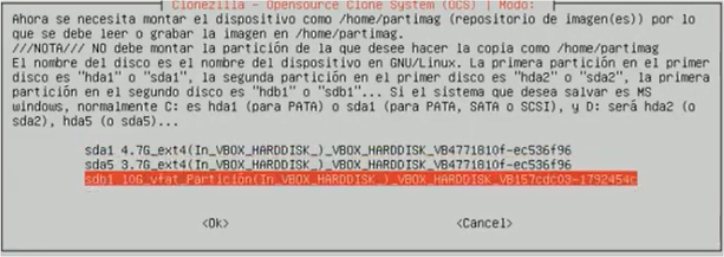 Clonezilla - Opensource Clone System (OCS) | Modo:
Ahora se necesita montar el dispositivo como /home/partimag (repositorio de imagen(es)) por lo
que se debe leer o grabar la imagen en /home/partimag.
///NOTA/// NO debe montar la partición de la que desee hacer la copia como /home/partimag
El nombre del disco es el nombre del dispositivo en GNU/Linux. La primera partición en el primer
disco es "hda1" o "sda1", la segunda partición en el primer disco es "hda2" o "sda2", la primera
partición en el segundo disco es "hdb1" o "sdb1"... Si el sistema que desea salvar es MS
windows, normalmente C: es hda1 (para PATA) o sda1 (para PATA, SATA o SCSI), y D: será hda2 (o
sda2), hda5 (o sda5)...
sda1 4.7G_ext4(In_VBOX_HARDDISK_)_VBOX_HARDDISK_VB4771810f-ec536f96
sda5 3.7G_ext4(In_VBOX_HARDDISK_)_VBOX_HARDDISK_VB4771810f-ec536f96
sdb1 10G_vfat_Partición(In_VBOX_HARDDISK_)_VBOX_HARDDISK_VB157cdc03-1792454c
<Ok> <Cancel>